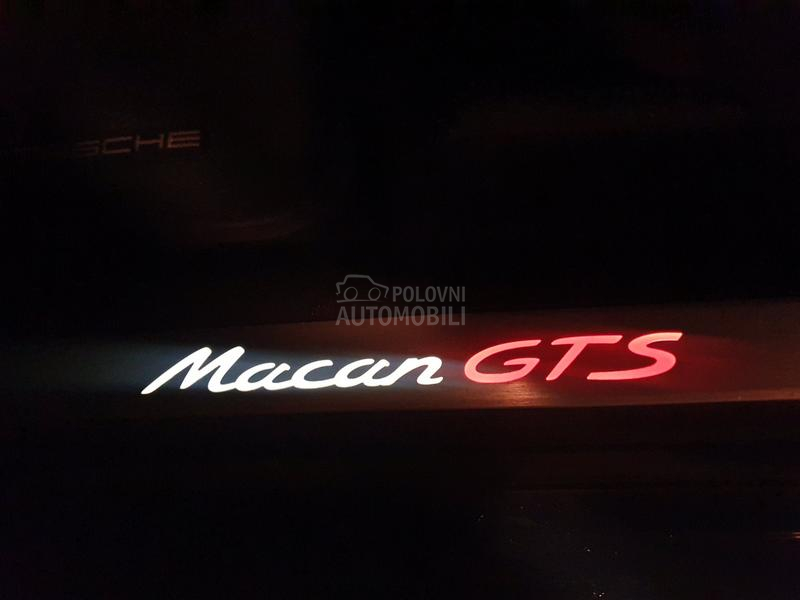 SCHE
POLOVNI
AUTOMOBILI
Macan GTS